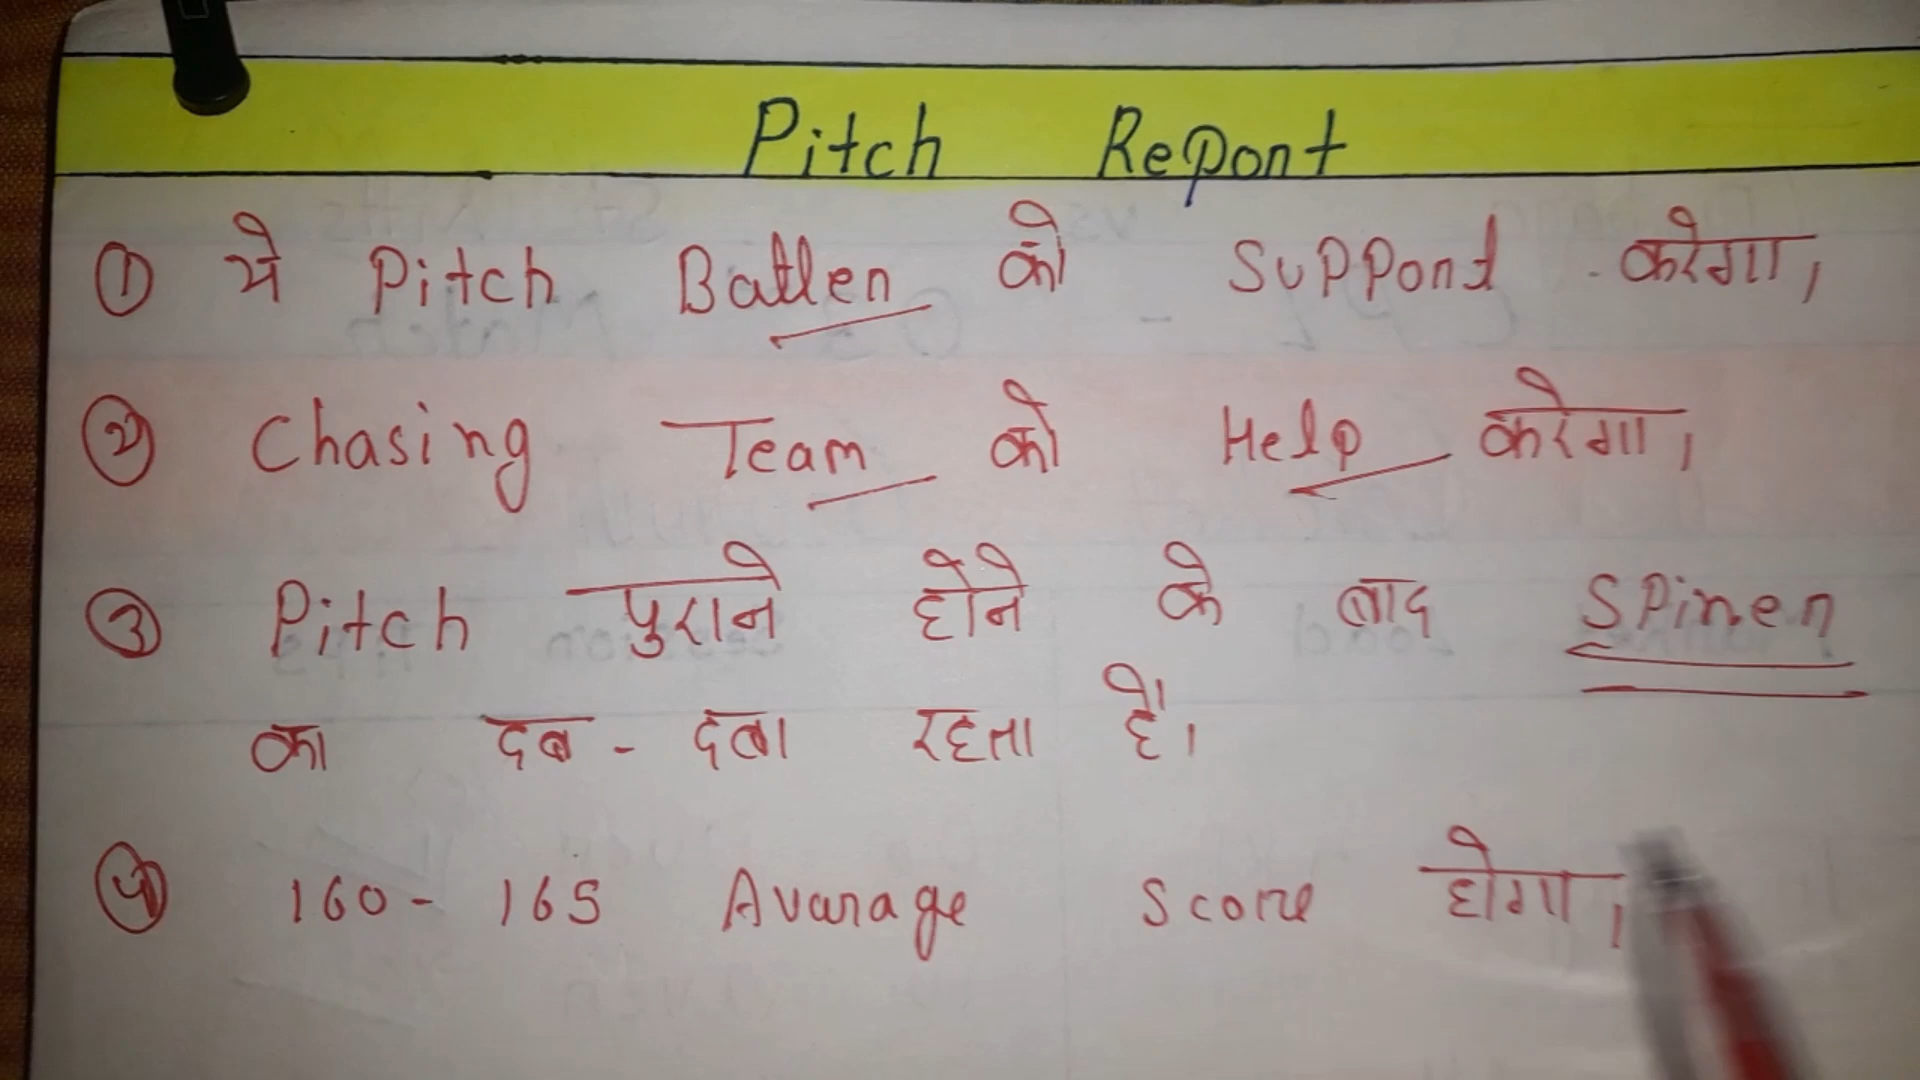 Pitch Report
① ये Pitch Batter को Support करेगा,
② Chasing Team को Help करेगा,
③ Pitch पुराने होने के बाद Spiner
का दब - दबा रहता है।
④ 160 - 165 Avarage Score होगा,